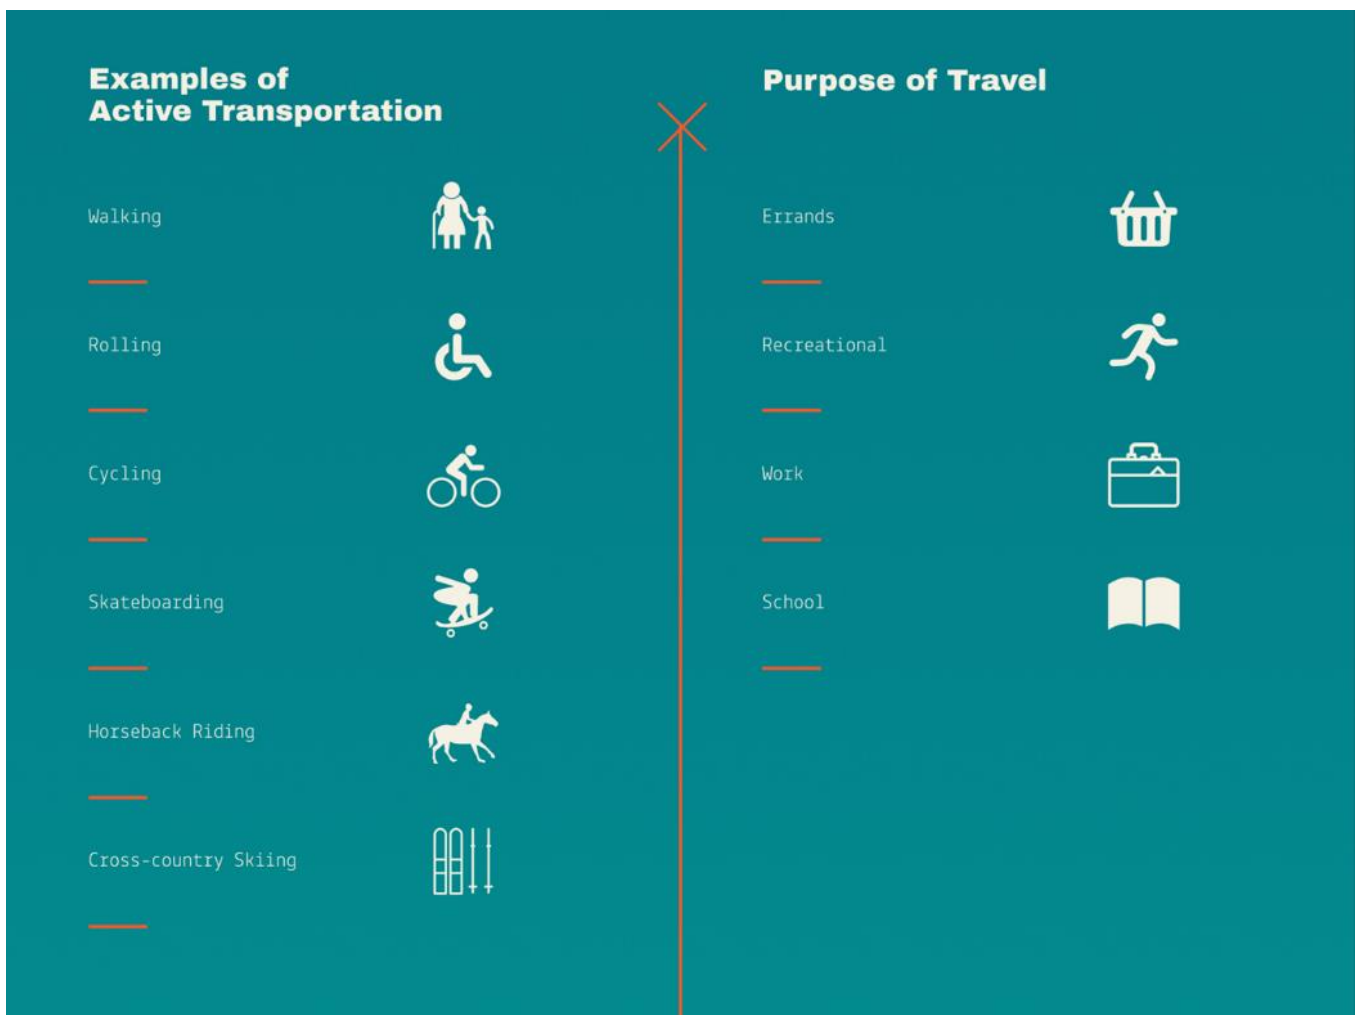 Examples of
Active Transportation
Walking
Rolling
Cycling
Skateboarding
Horseback Riding
Cross-country Skiing
Purpose of Travel
Errands
Recreational
Work
School